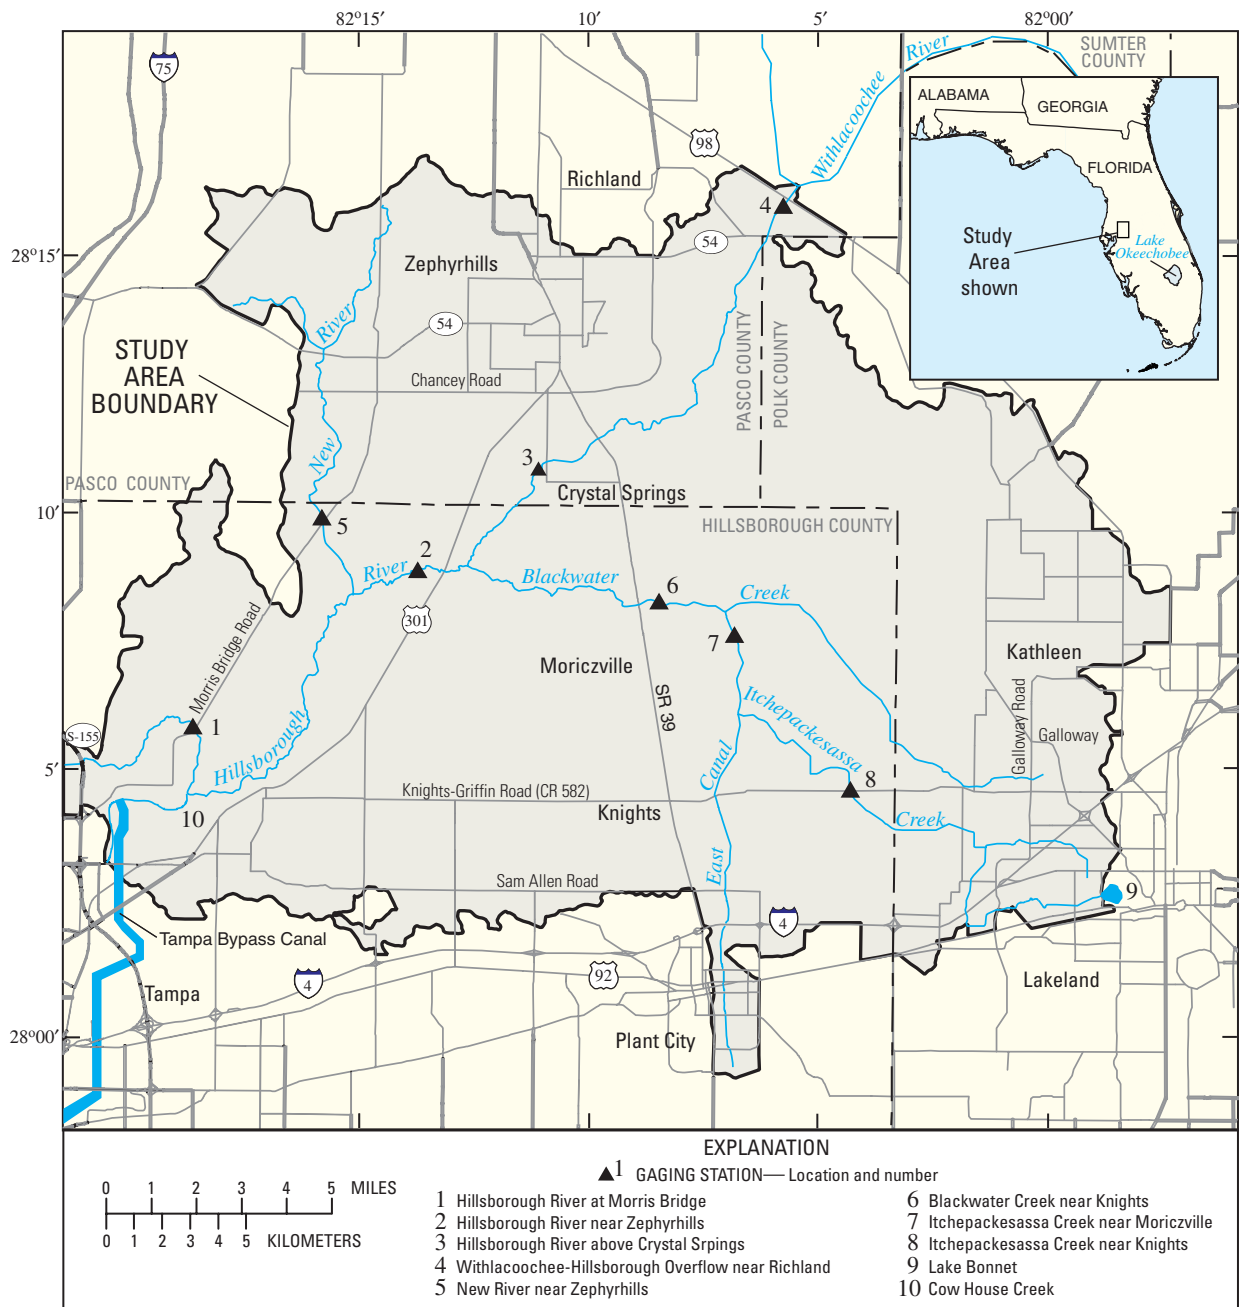 82º15′
10′
5′
82º00′
River
SUMTER
COUNTY
75
98
Withlacoochee
ALABAMA
GEORGIA
FLORIDA
Richland
4
54
28º15′
Zephyrhills
Study
Area
shown
Lake
Okeechobee
River
54
STUDY
AREA
BOUNDARY
PASCO COUNTY
POLK COUNTY
Chancey Road
New
3
PASCO COUNTY
Crystal Springs
10′
5
HILLSBOROUGH COUNTY
2
River
Blackwater
6
Creek
301
7
Moriczville
Kathleen
Morris Bridge Road
Itchepackesassa
SR 39
Galloway Road
Galloway
1
S-155
Hillsborough
5′
Canal
8
Knights-Griffin Road (CR 582)
10
Knights
Creek
East
Sam Allen Road
9
4
Tampa Bypass Canal
92
4
Tampa
Lakeland
28º00′
Plant City
EXPLANATION
1 GAGING STATION— Location and number
0 1 2 3 4 5 MILES
0 1 2 3 4 5 KILOMETERS
1 Hillsborough River at Morris Bridge
2 Hillsborough River near Zephyrhills
3 Hillsborough River above Crystal Srpings
4 Withlacoochee-Hillsborough Overflow near Richland
5 New River near Zephyrhills
6 Blackwater Creek near Knights
7 Itchepackesassa Creek near Moriczville
8 Itchepackesassa Creek near Knights
9 Lake Bonnet
10 Cow House Creek